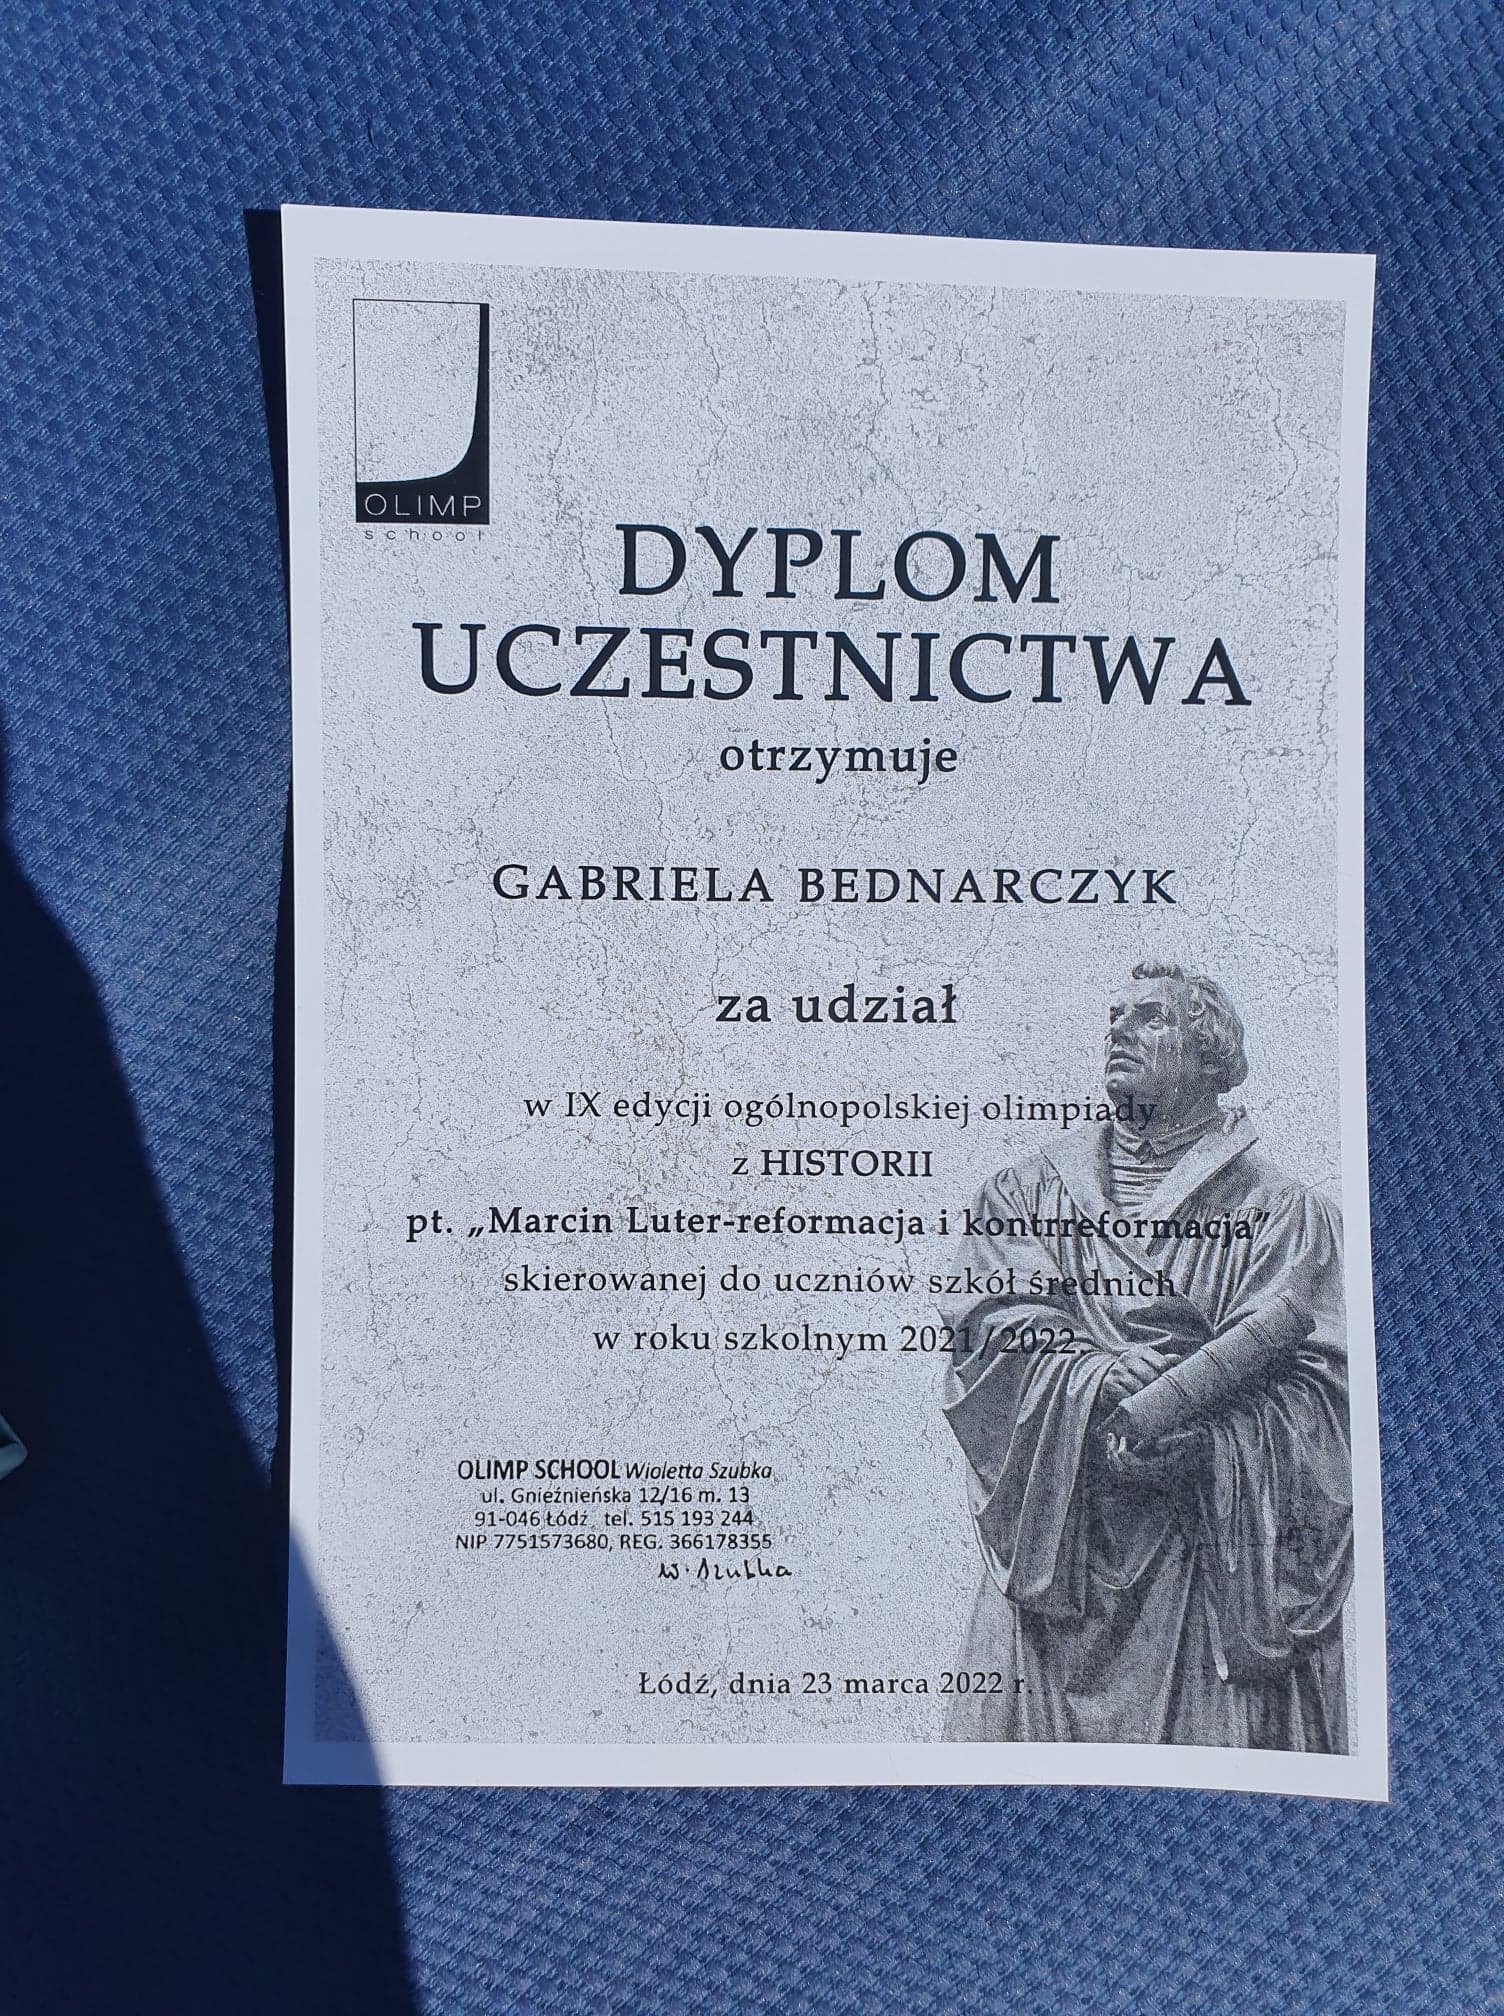 OLIMP
school
DYPLOM
UCZESTNICTWA
otrzymuje
GABRIELA BEDNARCZYK
za udział
w IX edycji ogólnopolskiej olimpiady
z HISTORII
pt. „Marcin Luter-reformacja i kontrreformacja”
skierowanej do uczniów szkół średnich
w roku szkolnym 2021/2022.
OLIMP SCHOOL Wioletta Szubka
ul. Gnieźnieńska 12/16 m. 13
91-046 Łódź tel. 515 193 244
NIP 7751573680, REG. 366178355
W. Szubka
Łódź, dnia 23 marca 2022 r.